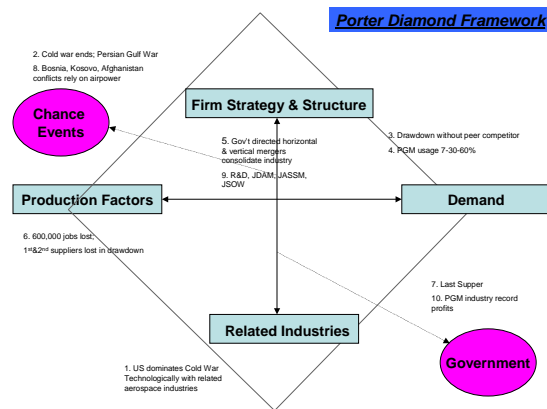 Porter Diamond Framework
2. Cold war ends; Persian Gulf War
8. Bosnia, Kosovo, Afghanistan
conflicts rely on airpower
Firm Strategy & Structure
Chance
Events
5. Gov't directed horizontal
& vertical mergers
consolidate industry
9. R&D, JDAM, JASSM,
JSOW
3. Drawdown without peer competitor
4. PGM usage 7-30-60%
Production Factors
Demand
6. 600,000 jobs lost;
1st&2nd suppliers lost in drawdown
7. Last Supper
10. PGM industry record
profits
Related Industries
Government
1. US dominates Cold War
Technologically with related
aerospace industries